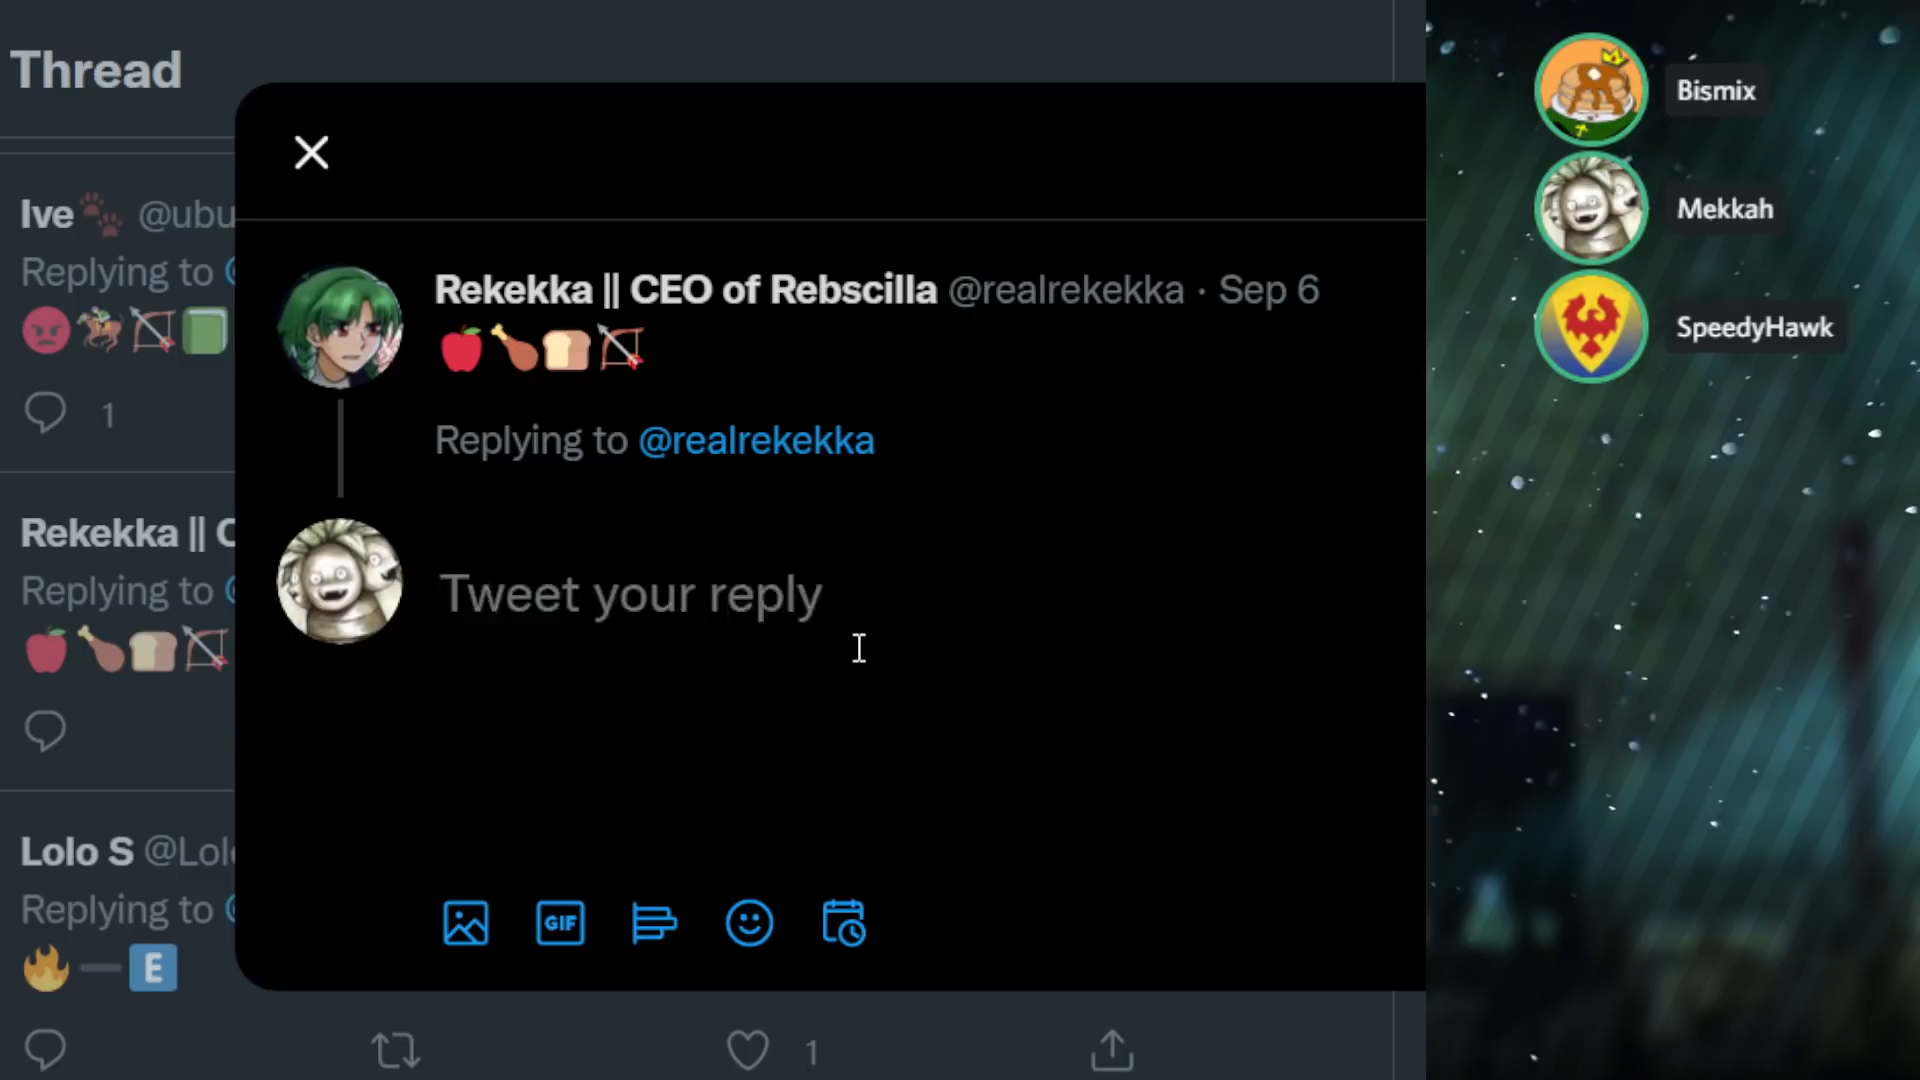 Thread
Ive @ubu
Replying to
1
Rekekka || C
Replying to
Lolo S @Lolo
Replying to
E
1
Rekekka || CEO of Rebscilla @realrekekka · Sep 6
Replying to @realrekekka
Tweet your reply
GIF
Bismix
Mekkah
SpeedyHawk